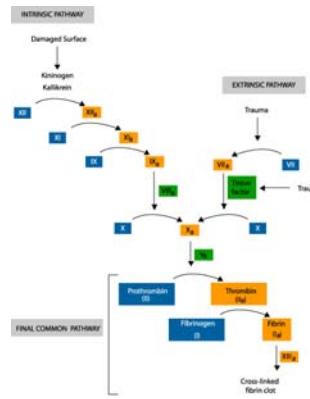 INTRINSIC PATHWAY
Damaged Surface
Kininogen
Kallikrein
XII
XIIa
XI
XIa
IX
IXa
VIIIa
EXTRINSIC PATHWAY
Trauma
VIIa
VII
Tissue
factor
Trau
X
Xa
X
Va
FINAL COMMON PATHWAY
Prothrombin
(II)
Thrombin
(IIa)
Fibrinogen
(I)
Fibrin
(Ia)
XIIIa
Cross-linked
fibrin clot